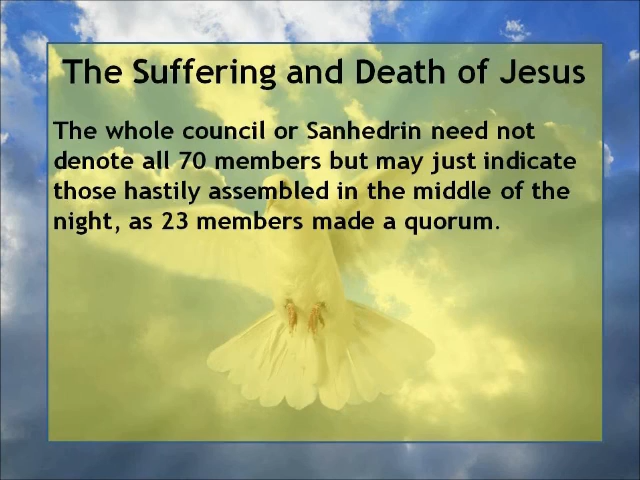 The Suffering and Death of Jesus
The whole council or Sanhedrin need not
denote all 70 members but may just indicate
those hastily assembled in the middle of the
night, as 23 members made a quorum.